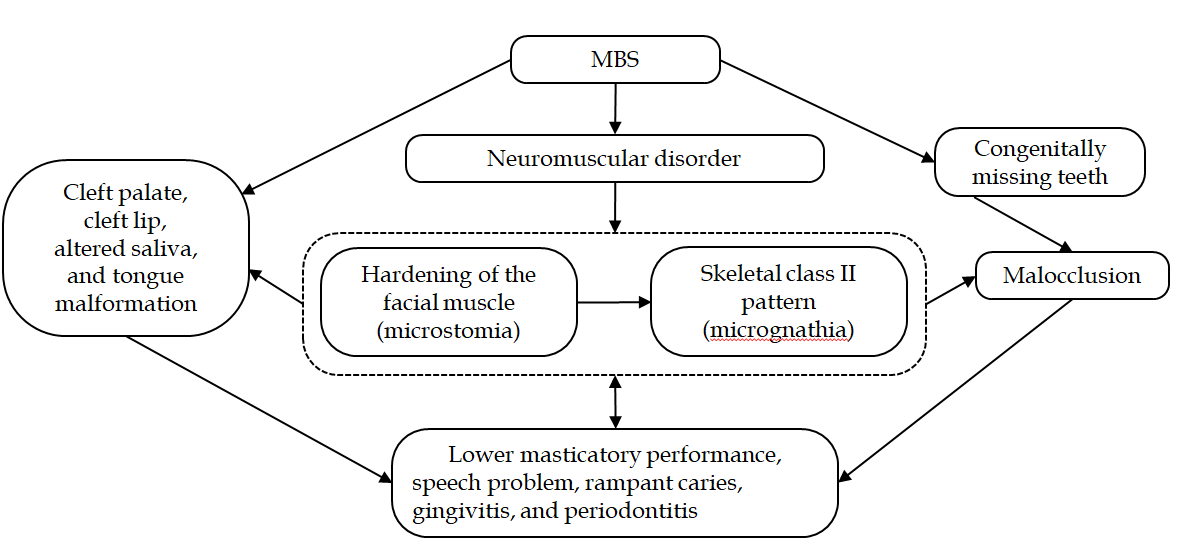 MBS
Neuromuscular disorder
Congenitally
missing teeth
Cleft palate,
cleft lip,
altered saliva,
and tongue
malformation
Hardening of the
facial muscle
(microstomia)
Skeletal class II
pattern
(micrognathia)
Malocclusion
Lower masticatory performance,
speech problem, rampant caries,
gingivitis, and periodontitis